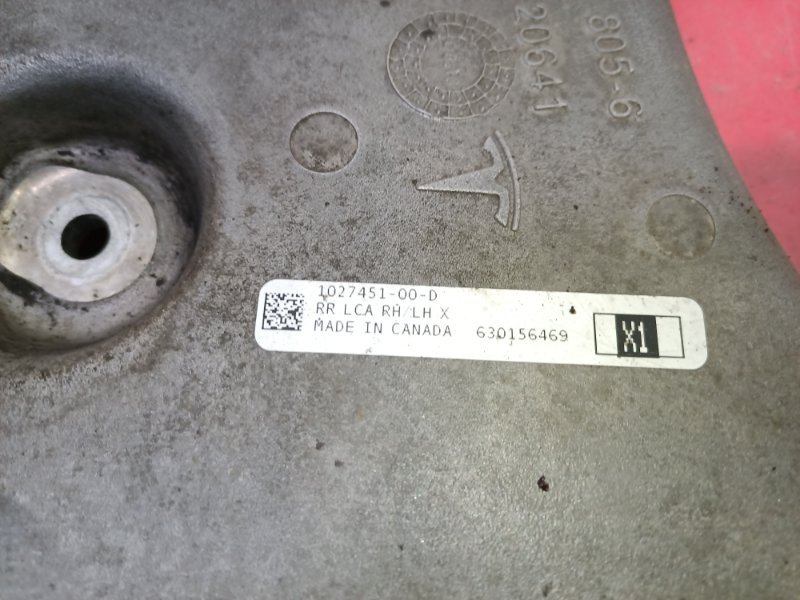 805-6
20641
1027451-00-D
RR LCA RH/LH X
MADE IN CANADA 630156469
X1